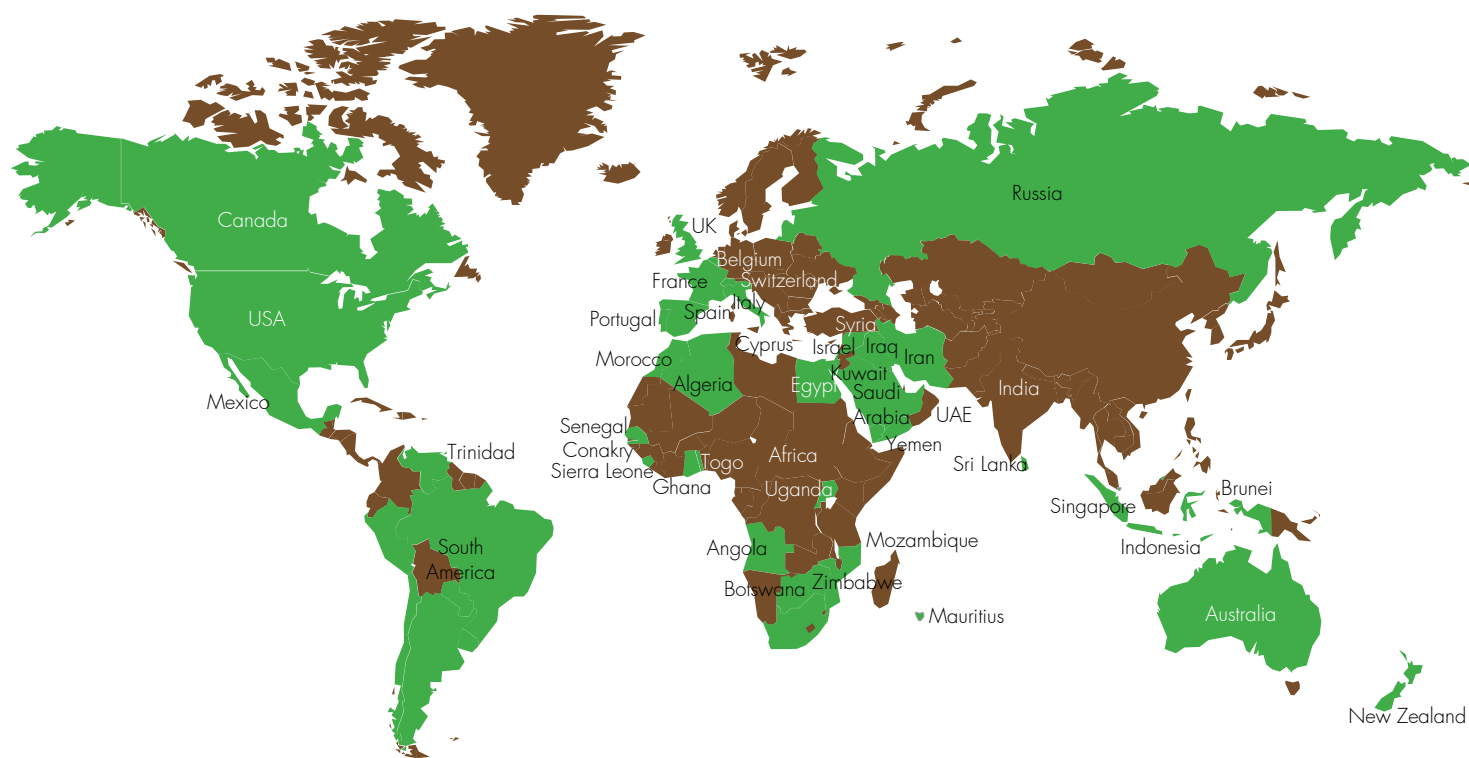 Russia
Canada
UK
Belgium
Switzerland
France
Italy
USA
Portugal
Spain
Syria
Cyprus
Israel
Iraq
Iran
Morocco
Kuwait
Algeria
Egypt
India
Saudi
Arabia
Mexico
UAE
Senegal
Yemen
Trinidad
Conakry
Africa
Togo
Sri Lanka
Sierra Leone
Ghana
Uganda
Brunei
Singapore
South
America
Angola
Mozambique
Indonesia
Botswana
Zimbabwe
Mauritius
Australia
New Zealand